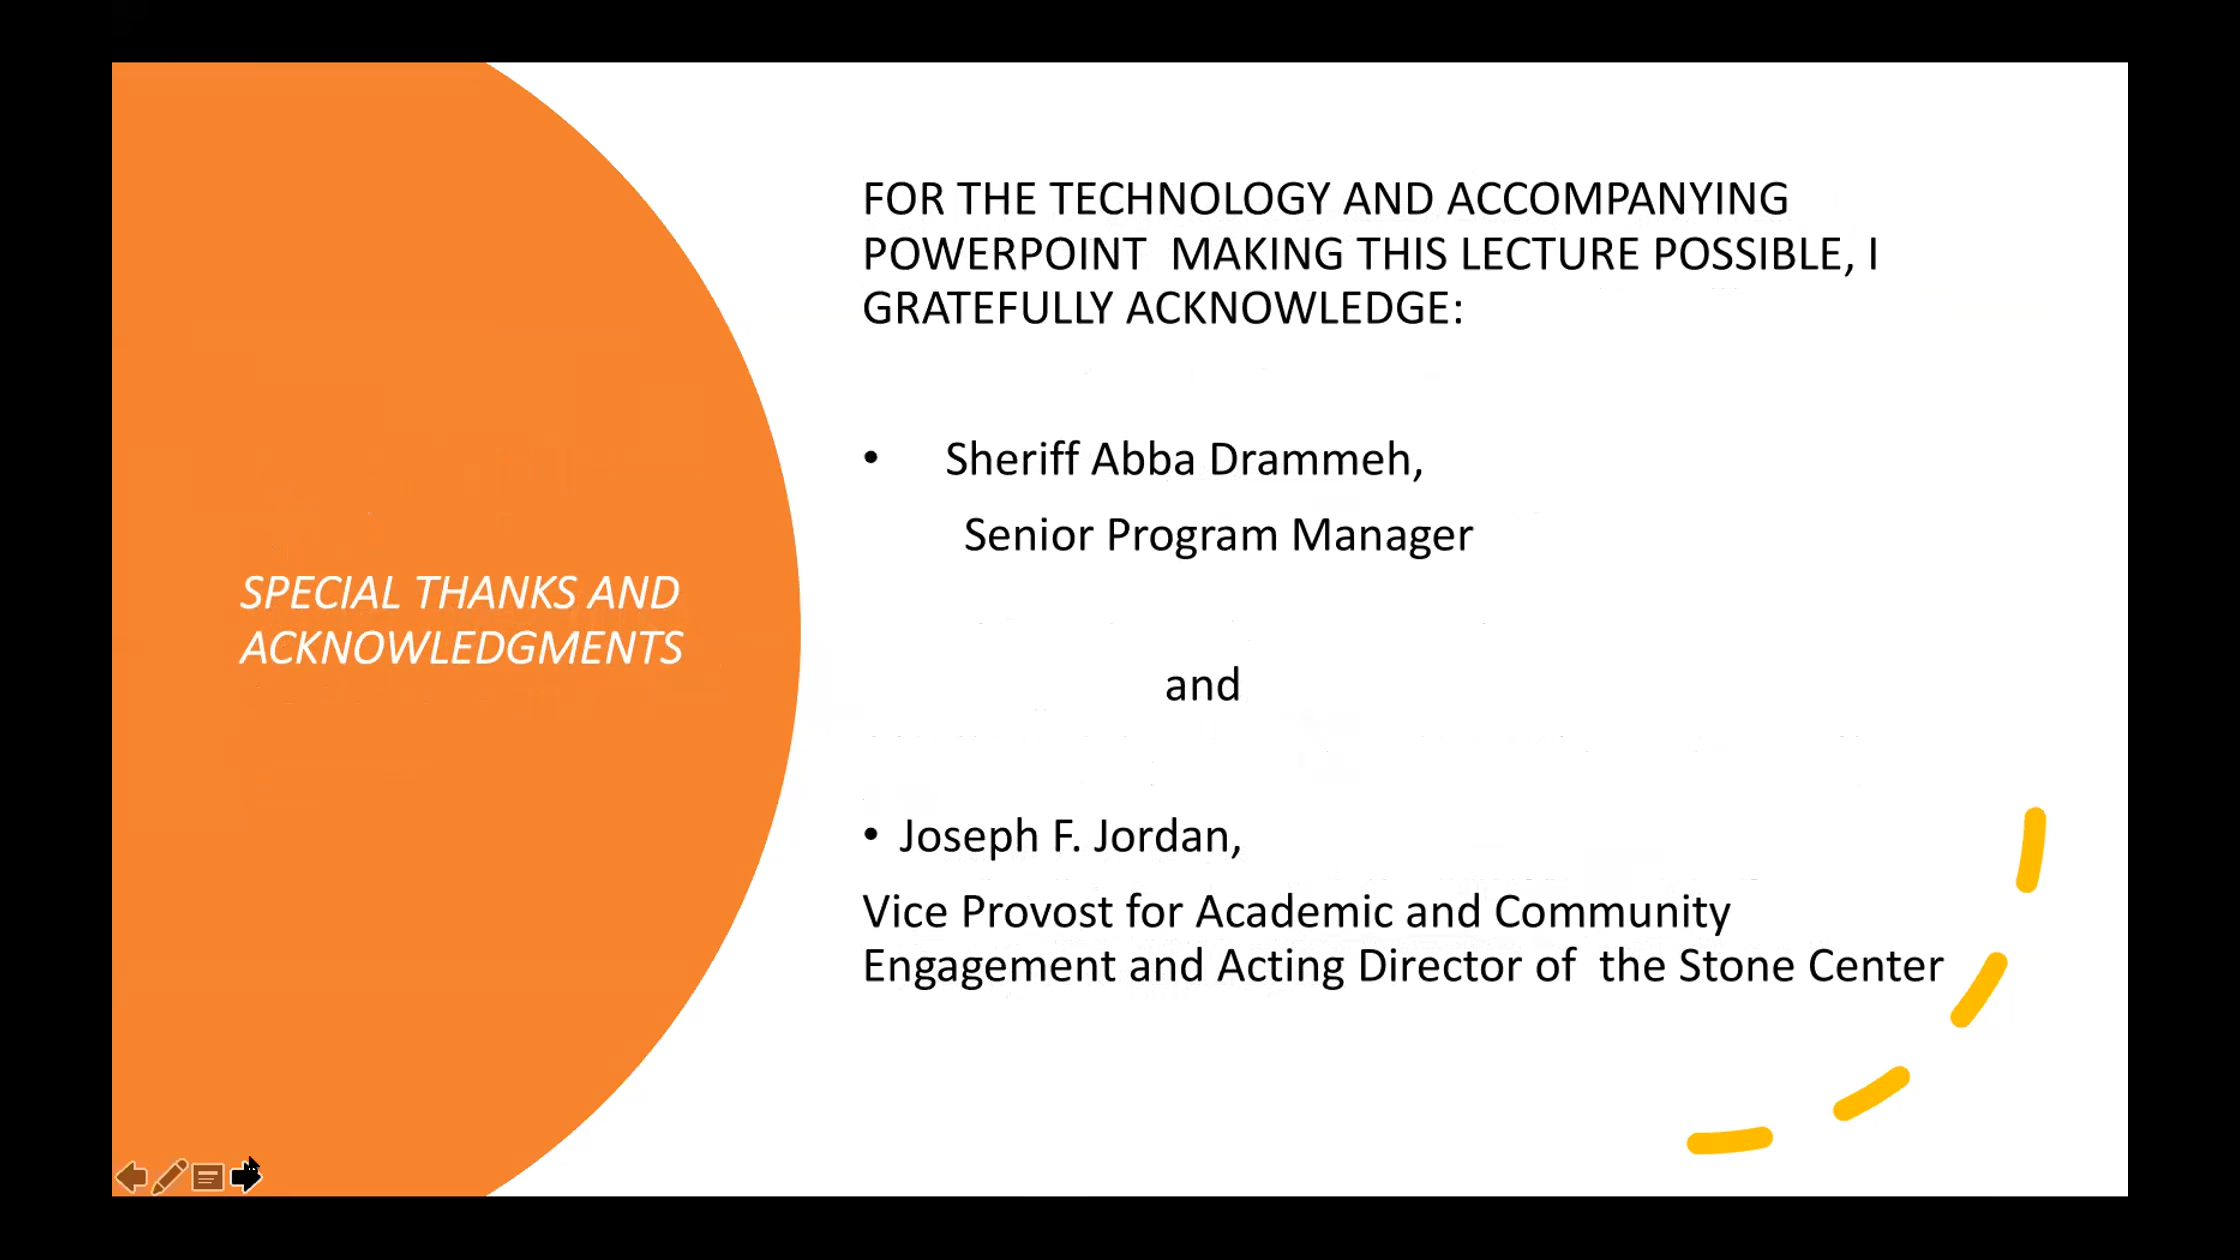 SPECIAL THANKS AND
ACKNOWLEDGMENTS
FOR THE TECHNOLOGY AND ACCOMPANYING
POWERPOINT  MAKING THIS LECTURE POSSIBLE, I
GRATEFULLY ACKNOWLEDGE:
• Sheriff Abba Drammeh,
Senior Program Manager
and
• Joseph F. Jordan,
Vice Provost for Academic and Community
Engagement and Acting Director of  the Stone Center